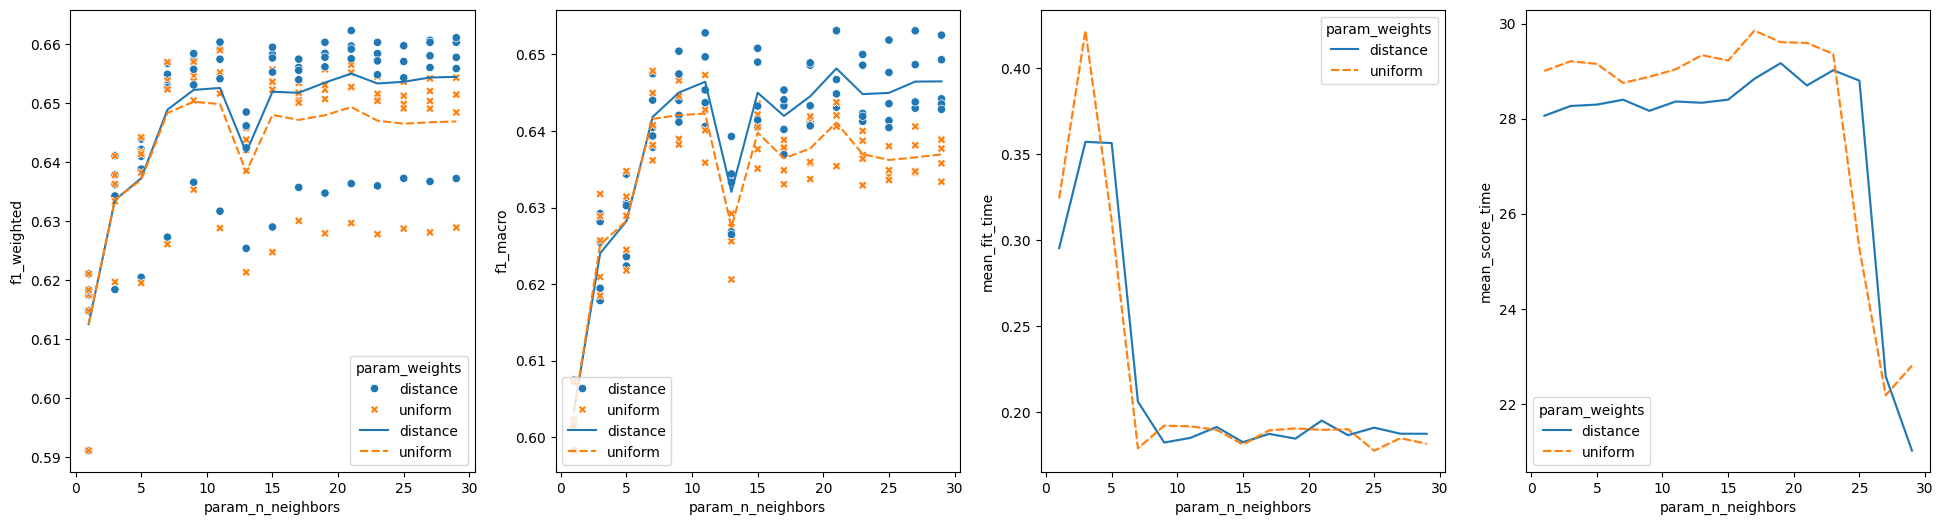 f1_weighted
0.66
0.65
0.64
0.63
0.62
0.61
0.60
0.59
0 5 10 15 20 25 30
param_n_neighbors
param_weights
distance
uniform
distance
uniform
f1_macro
0.65
0.64
0.63
0.62
0.61
0.60
0 5 10 15 20 25 30
param_n_neighbors
distance
uniform
distance
uniform
mean_fit_time
0.40
0.35
0.30
0.25
0.20
0 5 10 15 20 25 30
param_n_neighbors
param_weights
distance
uniform
mean_score_time
30
28
26
24
22
0 5 10 15 20 25 30
param_n_neighbors
param_weights
distance
uniform